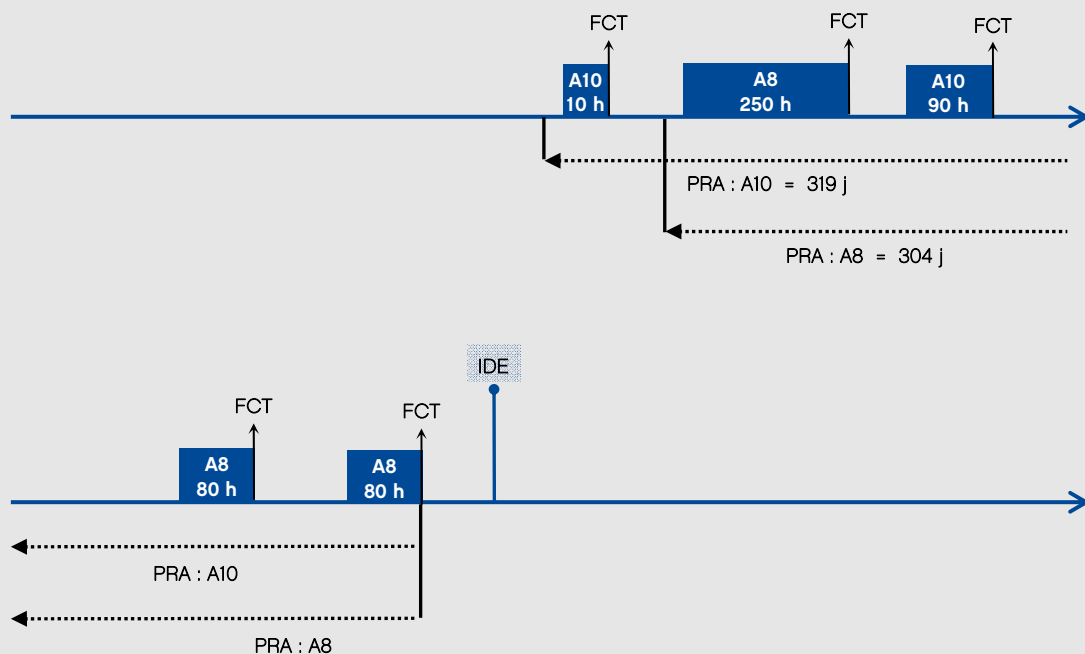 FCT
FCT
FCT
A10
10 h
A8
250 h
A10
90 h
PRA : A10 = 319 j
PRA : A8 = 304 j
IDE
FCT
FCT
A8
80 h
A8
80 h
PRA : A10
PRA : A8